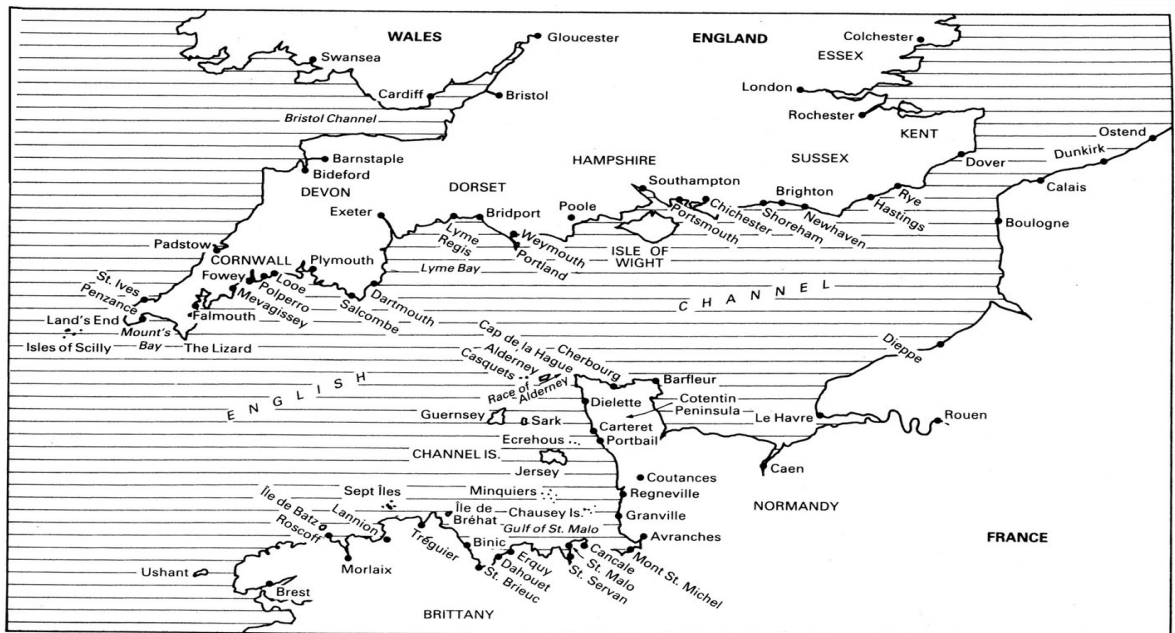 WALES
ENGLAND
Gloucester
Colchester
ESSEX
Swansea
Cardiff
Bristol
London
Rochester
Bristol Channel
KENT
Ostend
Dunkirk
Barnstaple
Bideford
DEVON
HAMPSHIRE
SUSSEX
Dover
Calais
Southampton
DORSET
Brighton
Rye
Hastings
Boulogne
Exeter
Bridport
Poole
Portsmouth
Chichester
Shoreham
Newhaven
Lyme
Regis
Weymouth
Portland
ISLE OF
WIGHT
Padstow
CORNWALL
Plymouth
Lyme Bay
Fowey
Looe
Polperro
Mevagissey
Salcombe
Dartmouth
St. Ives
Penzance
Falmouth
Land's End
Mount's
Bay
The Lizard
Isles of Scilly
ENGLISH
CHANNEL
Cap de la Hague
Cherbourg
Alderney
Casquets
Race of
Alderney
Barfleur
Dieppe
Dielette
Cotentin
Peninsula
Le Havre
Rouen
Guernsey
Sark
Carteret
Portbail
Ecrehous
CHANNEL IS.
Jersey
Caen
Coutances
Sept Îles
Minquiers
Regneville
NORMANDY
Île de Batz
Roscoff
Lannion
Île de
Bréhat
Chausey Is.
Granville
Gulf of St. Malo
Tréguier
Binic
Avranches
FRANCE
Morlaix
Erquy
Dahouet
St. Brieuc
Cancale
St. Malo
St. Servan
Mont St. Michel
Ushant
Brest
BRITTANY